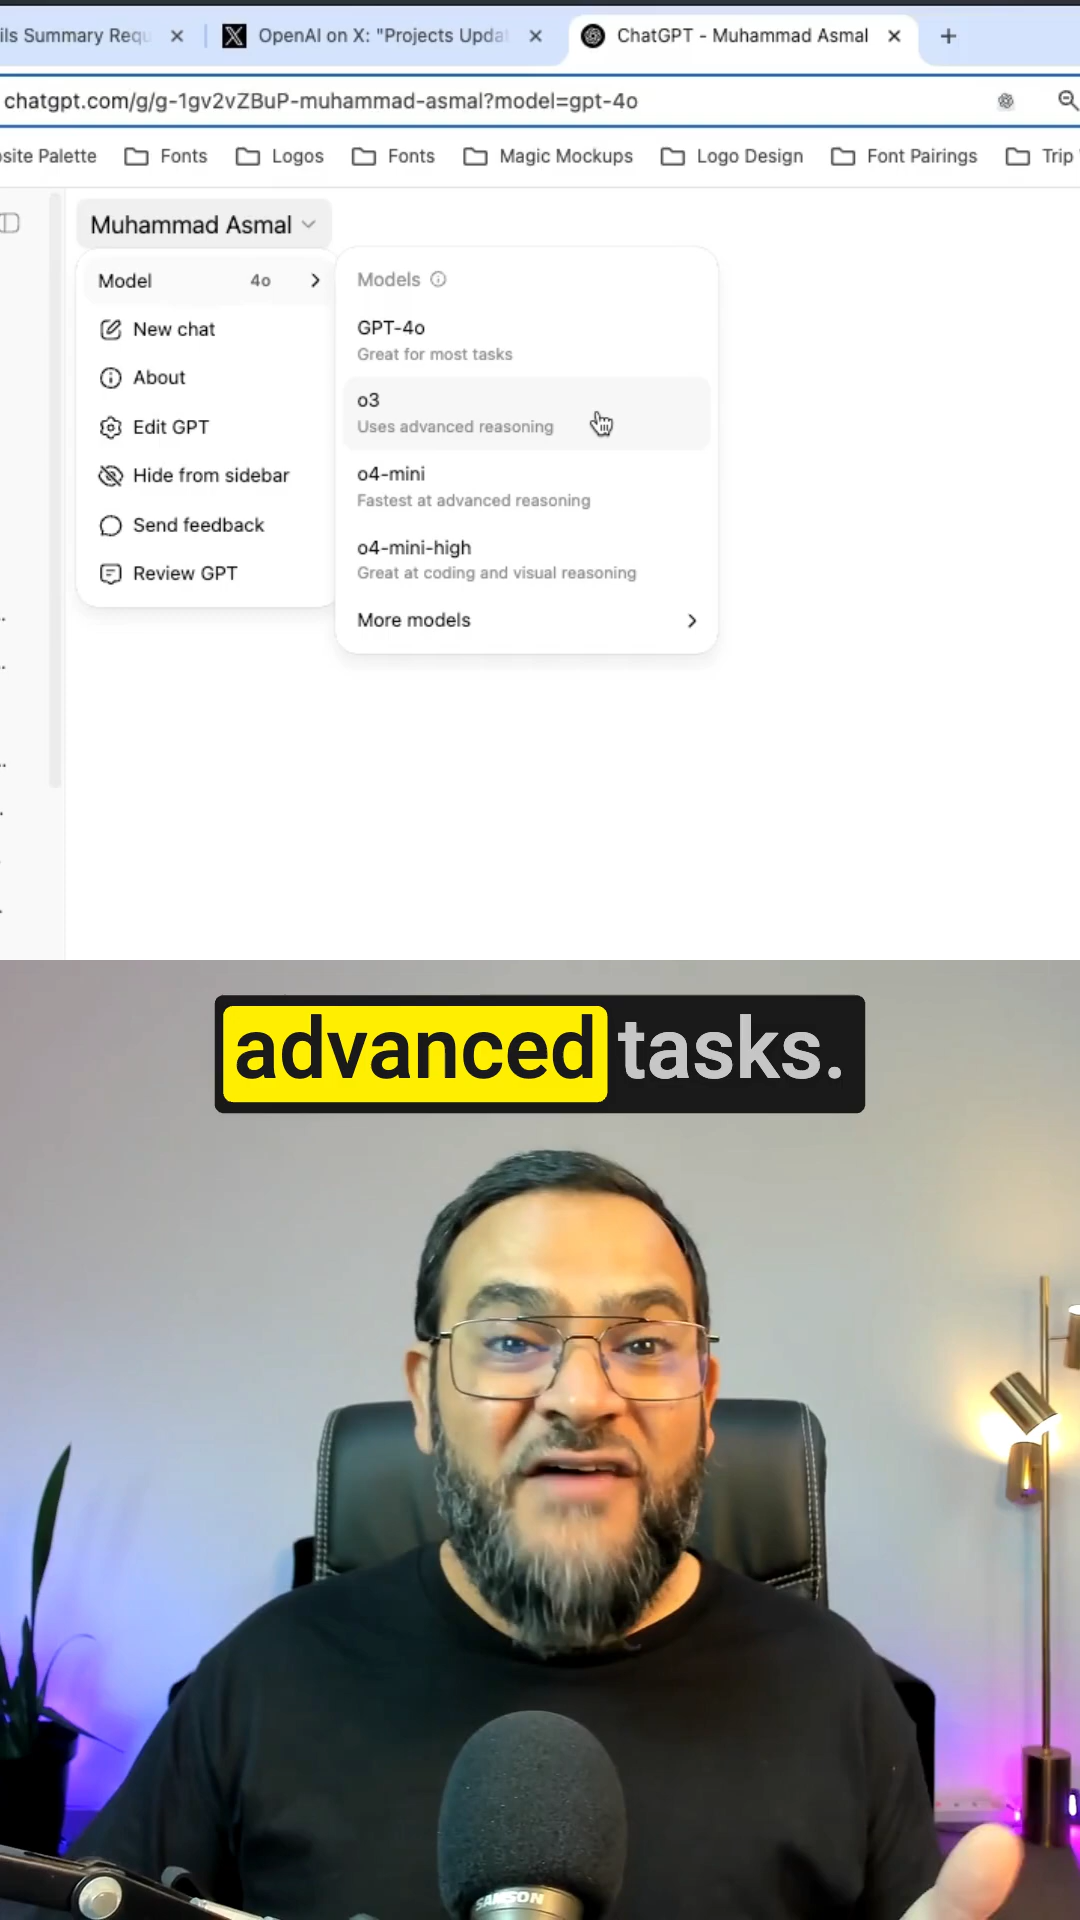 ils Summary Requ
OpenAI on X: "Projects Updat
ChatGPT - Muhammad Asmal
chatgpt.com/g/g-1gv2vZBuP-muhammad-asmal?model=gpt-4o
site Palette
Fonts
Logos
Fonts
Magic Mockups
Logo Design
Font Pairings
Trip
Muhammad Asmal
Model 4o
New chat
About
Edit GPT
Hide from sidebar
Send feedback
Review GPT
Models
GPT-4o
Great for most tasks
o3
Uses advanced reasoning
o4-mini
Fastest at advanced reasoning
o4-mini-high
Great at coding and visual reasoning
More models
advanced tasks.
SAMSON